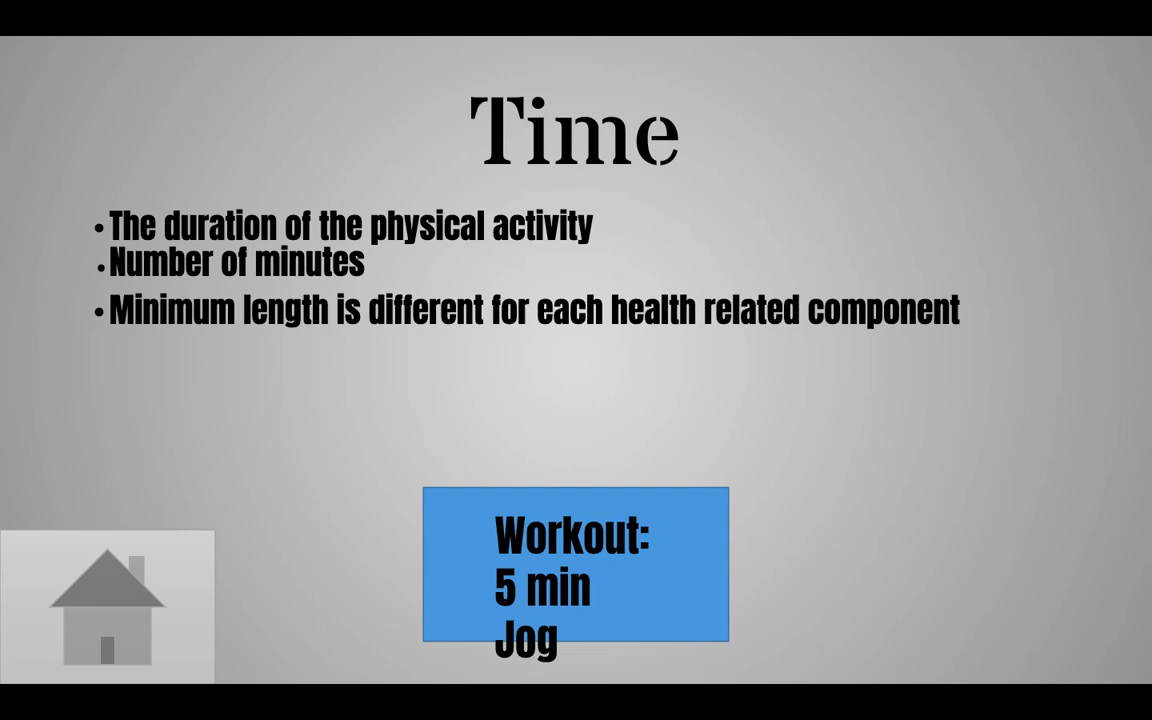 Time
• The duration of the physical activity
• Number of minutes
• Minimum length is different for each health related component
Workout:
5 min
Jog